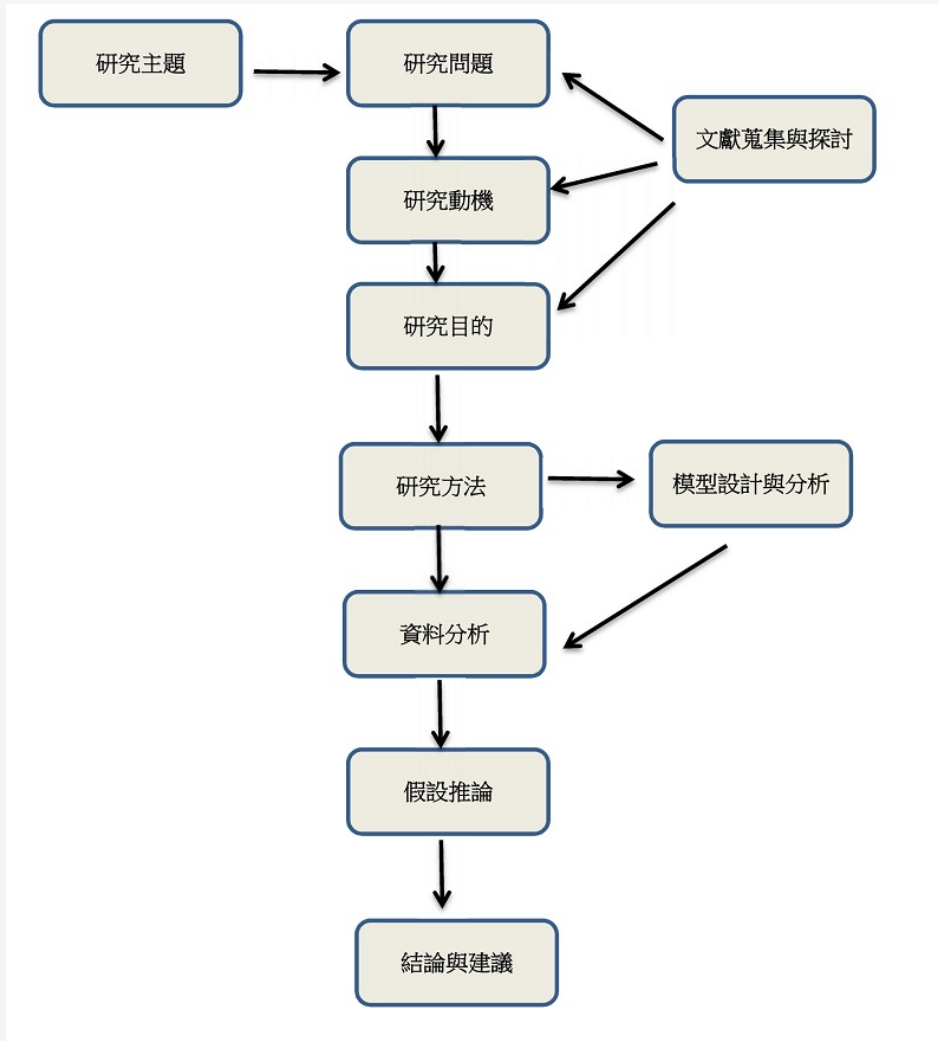 研究主題
研究問題
文獻蒐集與探討
研究動機
研究目的
研究方法
模型設計與分析
資料分析
假設推論
結論與建議